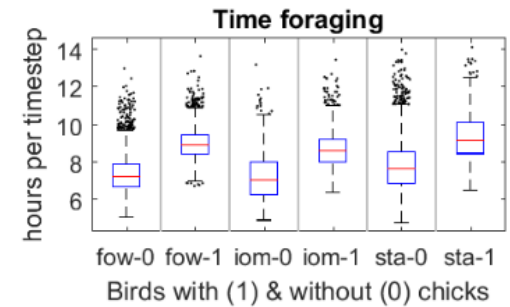 Time foraging
hours per timestep
14
12
10
8
6
fow-0 fow-1 iom-0 iom-1 sta-0 sta-1
Birds with (1) & without (0) chicks